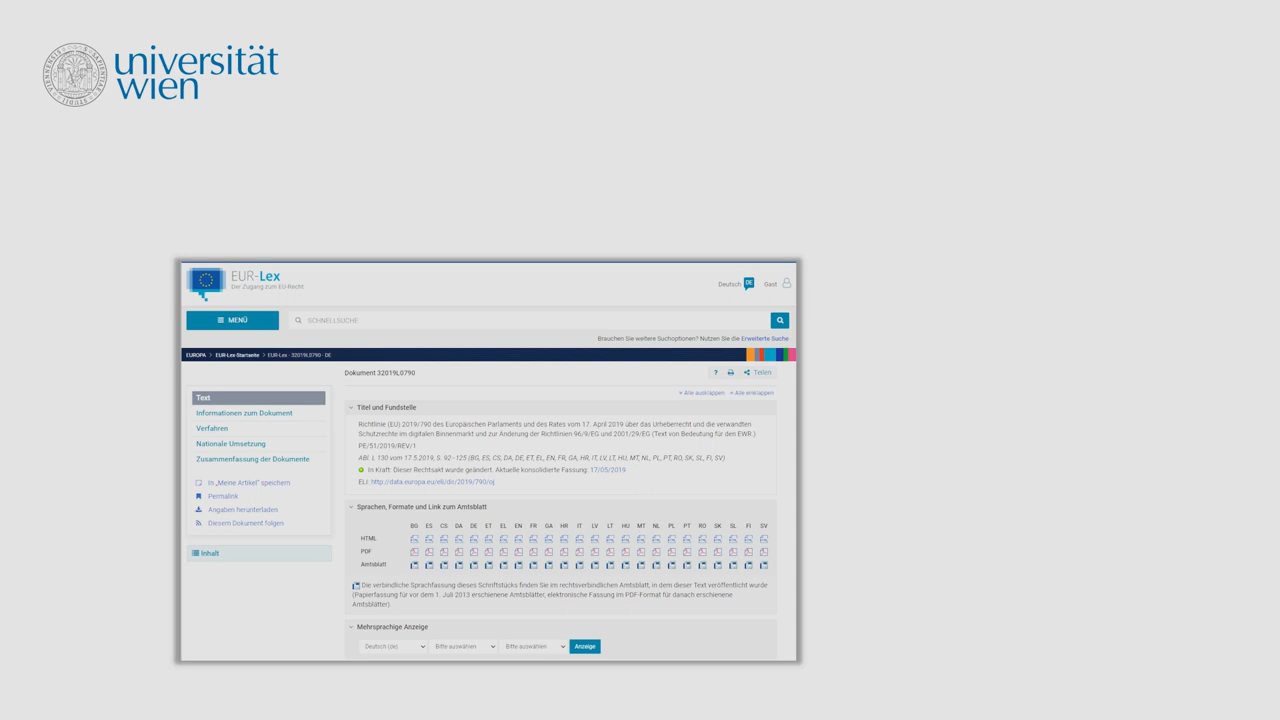 universität
wien
EUR-Lex
Der Zugang zum EU-Recht
Deutsch DE Gast
MENÜ
SCHNELLSUCHE
Brauchen Sie weitere Suchoptionen? Nutzen Sie die Erweiterte Suche
EUROPA > EUR-Lex-Startseite > EUR-Lex - 32019L0790 - DE
Dokument 32019L0790
? Teilen
Alle ausklappen Alle einklappen
Text
Informationen zum Dokument
Verfahren
Nationale Umsetzung
Zusammenfassung der Dokumente
In „Meine Artikel“ speichern
Permalink
Angaben herunterladen
Diesem Dokument folgen
Inhalt
Titel und Fundstelle
Richtlinie (EU) 2019/790 des Europäischen Parlaments und des Rates vom 17. April 2019 über das Urheberrecht und die verwandten
Schutzrechte im digitalen Binnenmarkt und zur Änderung der Richtlinien 96/9/EG und 2001/29/EG (Text von Bedeutung für den EWR.)
PE/51/2019/REV/1
ABl. L 130 vom 17.5.2019, S. 92–125 (BG, ES, CS, DA, DE, ET, EL, EN, FR, GA, HR, IT, LV, LT, HU, MT, NL, PL, PT, RO, SK, SL, FI, SV)
In Kraft: Dieser Rechtsakt wurde geändert. Aktuelle konsolidierte Fassung: 17/05/2019
ELI: http://data.europa.eu/eli/dir/2019/790/oj
Sprachen, Formate und Link zum Amtsblatt
BG ES CS DA DE ET EL EN FR GA HR IT LV LT HU MT NL PL PT RO SK SL FI SV
HTML
PDF
Amtsblatt
Die verbindliche Sprachfassung dieses Schriftstücks finden Sie im rechtsverbindlichen Amtsblatt, in dem dieser Text veröffentlicht wurde
(Papierfassung für vor dem 1. Juli 2013 erschienene Amtsblätter, elektronische Fassung im PDF-Format für danach erschienene
Amtsblätter).
Mehrsprachige Anzeige
Deutsch (de) Bitte auswählen Bitte auswählen Anzeige